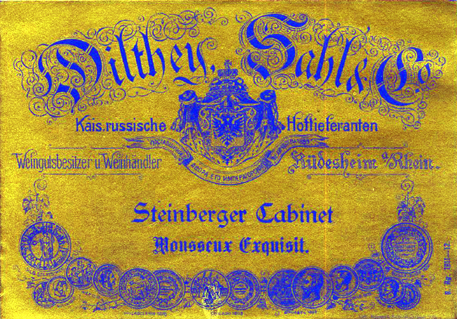 Dilthey, Sahl & Co
Kais. russische Hoflieferanten
Weingutsbesitzer u Weinhändler Rüdesheim a/Rhein.
Steinberger Cabinet
Mousseux Exquisit.